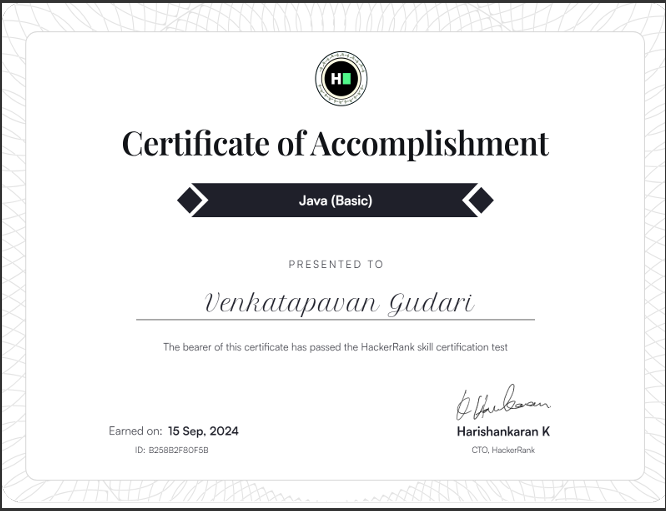 H
Certificate of Accomplishment
Java (Basic)
PRESENTED TO
Venkatapavan Gudari
The bearer of this certificate has passed the HackerRank skill certification test
Earned on: 15 Sep, 2024
ID: B258B2F80F5B
Harishankaran K
CTO, HackerRank